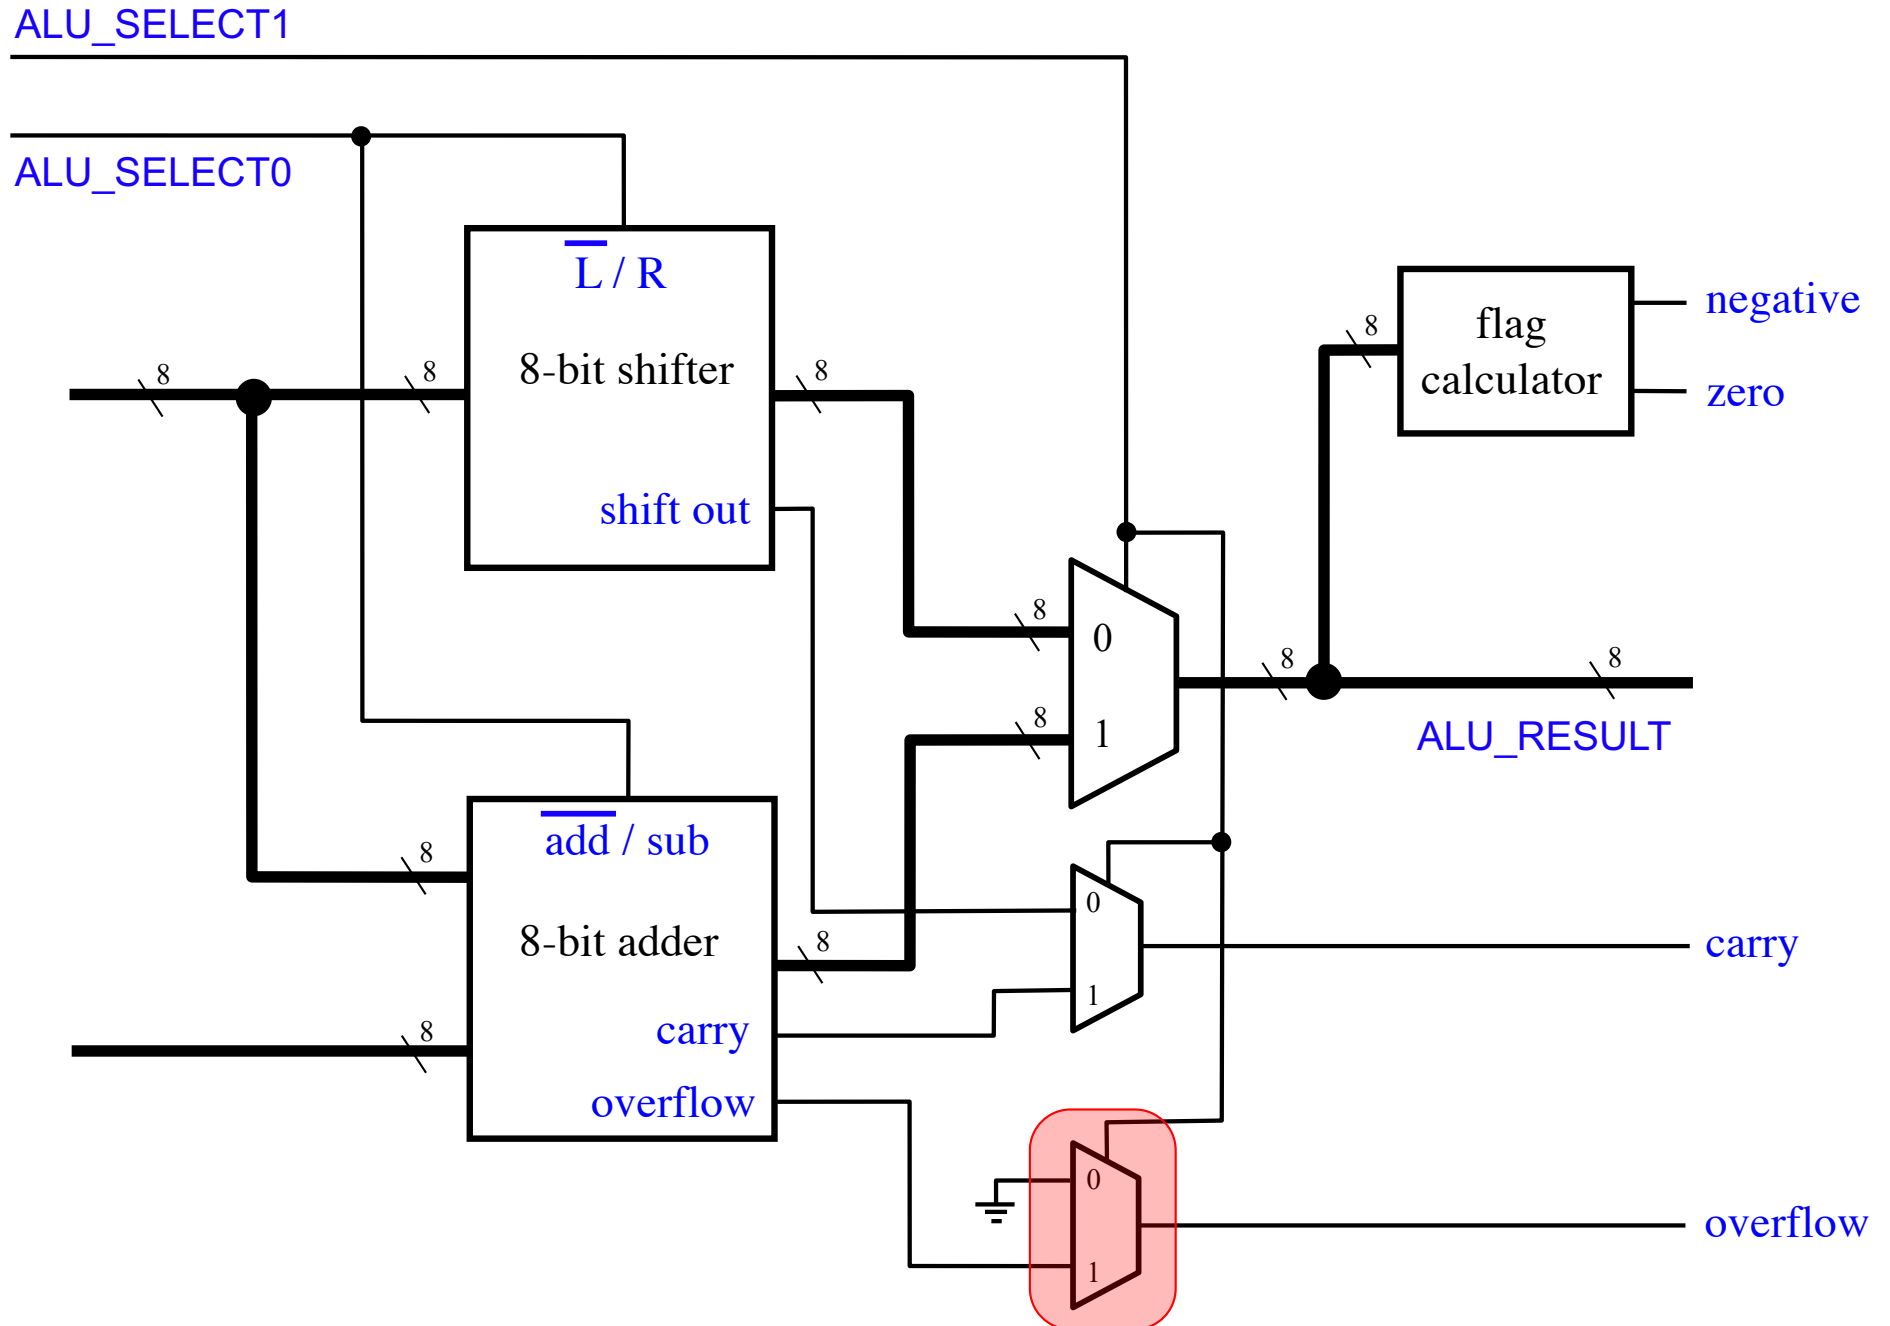 ALU_SELECT1
ALU_SELECT0
L / R
8-bit shifter
shift out
8
8
8
flag
calculator
negative
zero
8
8
0
8
1
8
8
ALU_RESULT
add / sub
8-bit adder
carry
overflow
8
8
8
0
1
carry
0
1
overflow